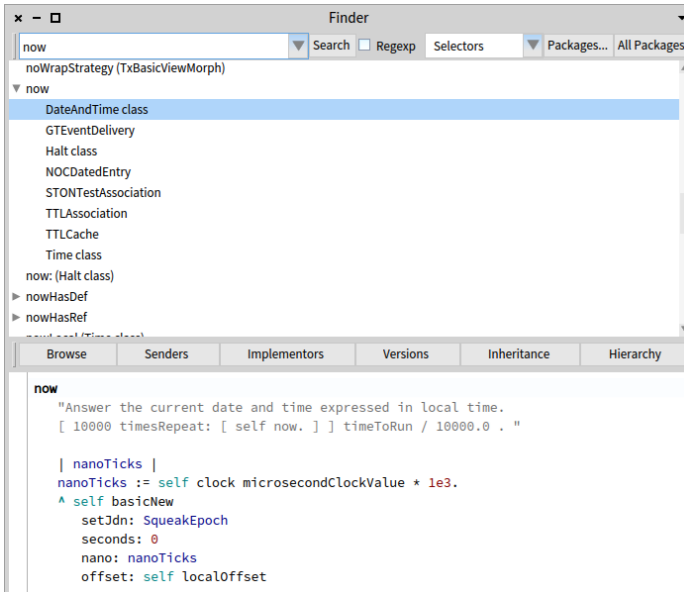 Finder
now Search Regexp Selectors Packages... All Packages
noWrapStrategy (TxBasicViewMorph)
now
DateAndTime class
GTEventDelivery
Halt class
NOCDatedEntry
STONTestAssociation
TTLAssociation
TTLCache
Time class
now: (Halt class)
nowHasDef
nowHasRef
nowLocal (Time class)
Browse Senders Implementors Versions Inheritance Hierarchy
now
"Answer the current date and time expressed in local time.
[ 10000 timesRepeat: [ self now. ] ] timeToRun / 10000.0 . "
| nanoTicks |
nanoTicks := self clock microsecondClockValue * 1e3.
^ self basicNew
setJdn: SqueakEpoch
seconds: 0
nano: nanoTicks
offset: self localOffset